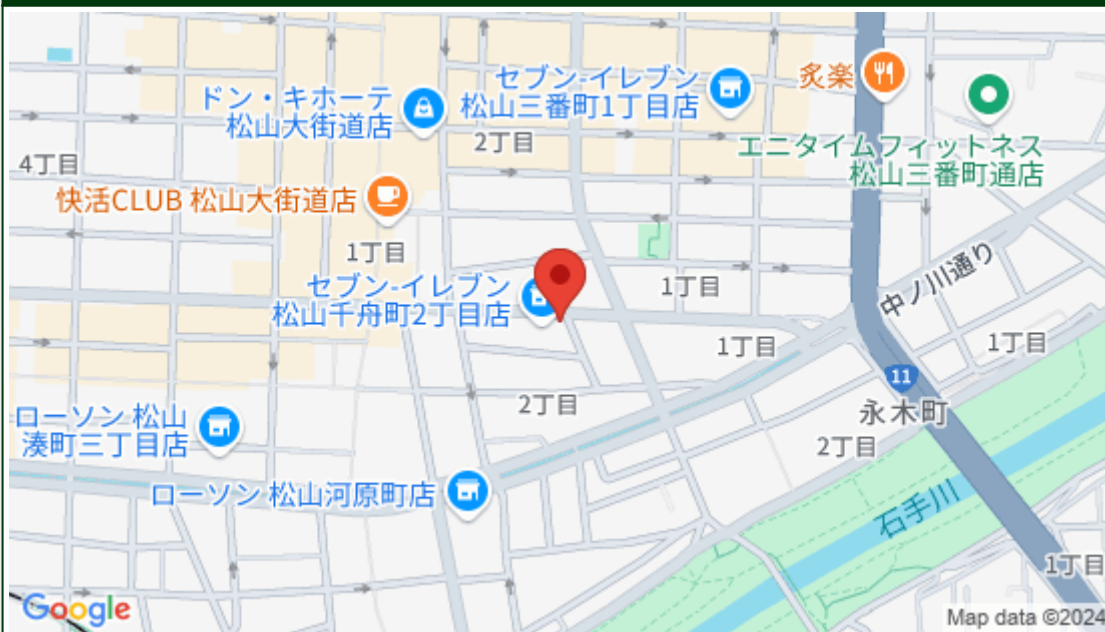 セブン-イレブン
松山三番町1丁目店
炙楽
ドン・キホーテ
松山大街道店
2丁目
エニタイムフィットネス
松山三番町通店
4丁目
快活CLUB 松山大街道店
1丁目
中ノ川通り
セブン-イレブン
松山千舟町2丁目店
1丁目
1丁目
1丁目
11
2丁目
永木町
ローソン 松山
湊町三丁目店
2丁目
ローソン 松山河原町店
石手川
1丁目
Google
Map data ©2024